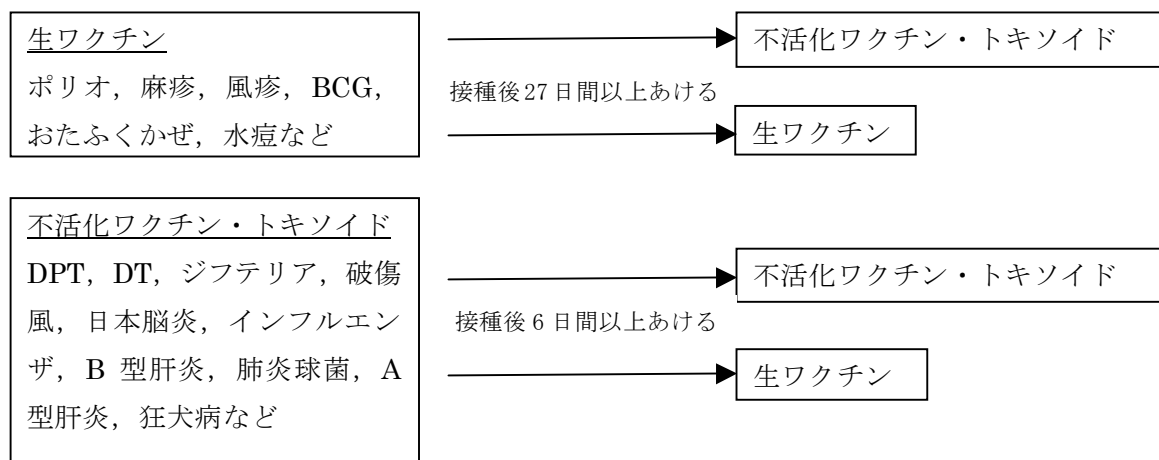 生ワクチン
ポリオ，麻疹，風疹，BCG，
おたふくかぜ，水痘など
接種後27日間以上あける
不活化ワクチン・トキソイド
生ワクチン
不活化ワクチン・トキソイド
DPT，DT，ジフテリア，破傷
風，日本脳炎，インフルエン
ザ，B 型肝炎，肺炎球菌，A
型肝炎，狂犬病など
接種後 6 日間以上あける
不活化ワクチン・トキソイド
生ワクチン